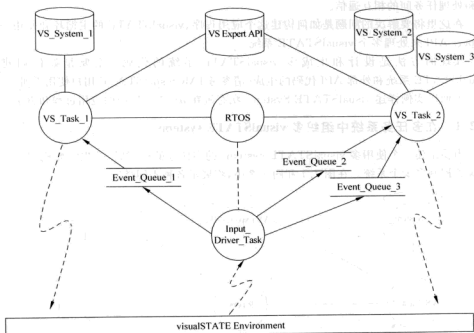 VS_System_1
VS Expert API
VS_System_2
VS_System_3
VS_Task_1
RTOS
VS_Task_2
Event_Queue_1
Event_Queue_2
Event_Queue_3
Input_
Driver_Task
visualSTATE Environment